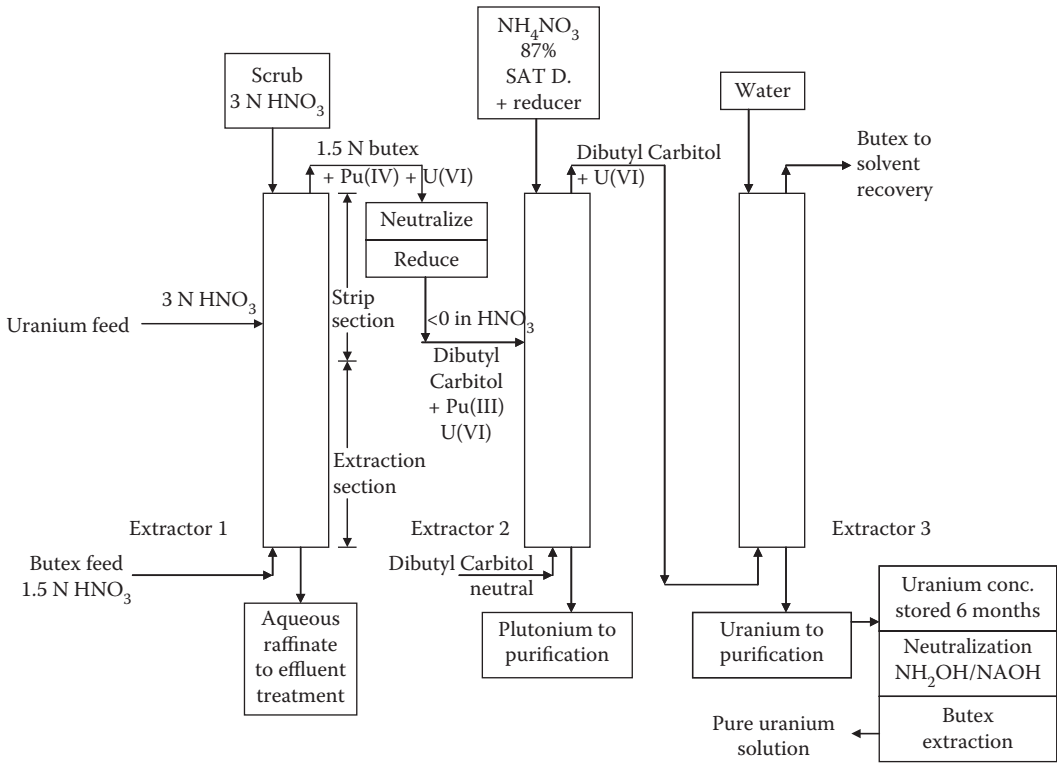 Scrub
3 N HNO₃
NH₄NO₃
87%
SAT D.
+ reducer
Water
1.5 N butex
+ Pu(IV) + U(VI)
Dibutyl Carbitol
+ U(VI)
Butex to
solvent
recovery
Neutralize
Reduce
3 N HNO₃
Uranium feed
Strip
section
<0 in HNO₃
Dibutyl
Carbitol
+ Pu(III)
U(VI)
Extraction
section
Extractor 1
Extractor 2
Extractor 3
Butex feed
1.5 N HNO₃
Dibutyl Carbitol
neutral
Aqueous
raffinate
to effluent
treatment
Plutonium to
purification
Uranium to
purification
Uranium conc.
stored 6 months
Neutralization
NH₂OH/NAOH
Butex
extraction
Pure uranium
solution